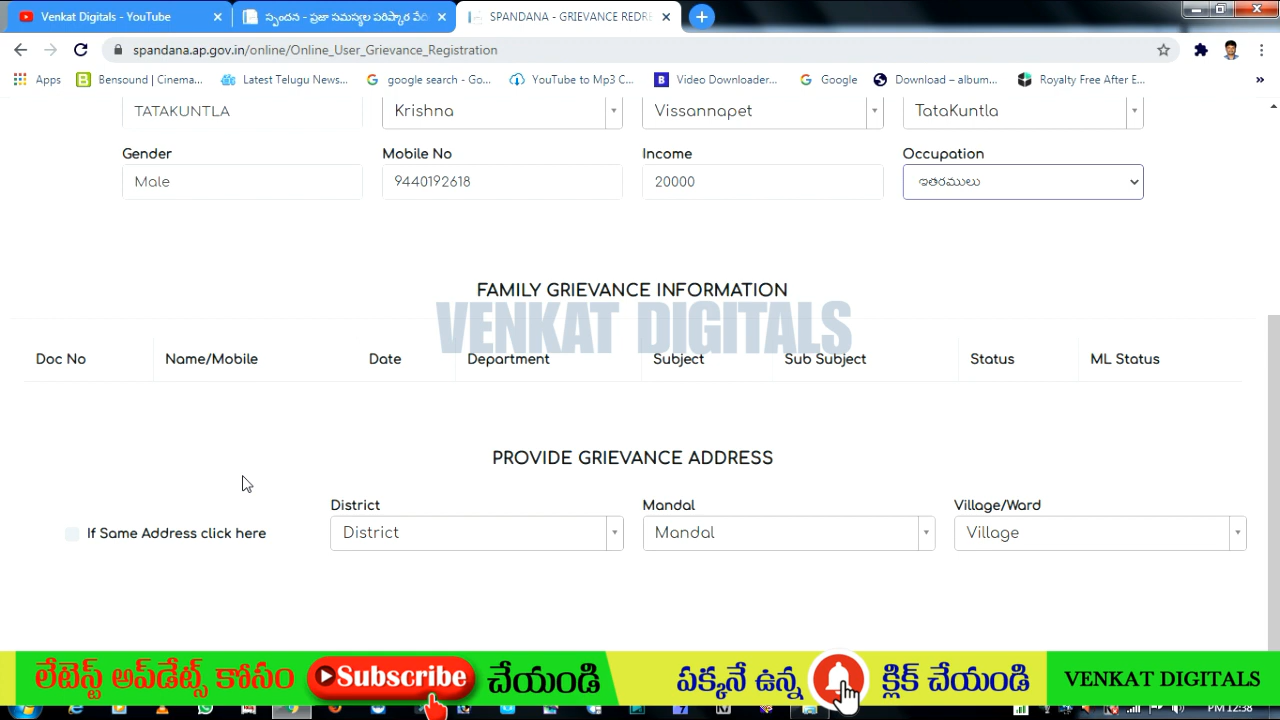 Venkat Digitals - YouTube
స్పందన - ప్రజా సమస్యల పరిష్కార వేది
SPANDANA - GRIEVANCE REDRE
spandana.ap.gov.in/online/Online_User_Grievance_Registration
Apps
Bensound | Cinema...
Latest Telugu News...
google search - Go...
YouTube to Mp3 C...
Video Downloader...
Google
Download – album...
Royalty Free After E...
»
TATAKUNTLA
Krishna
Vissannapet
TataKuntla
Gender
Mobile No
Income
Occupation
Male
9440192618
20000
ఇతరములు
FAMILY GRIEVANCE INFORMATION
VENKAT DIGITALS
Doc No
Name/Mobile
Date
Department
Subject
Sub Subject
Status
ML Status
PROVIDE GRIEVANCE ADDRESS
District
Mandal
Village/Ward
If Same Address click here
District
Mandal
Village
లేటెస్ట్ అప్‌డేట్స్ కోసం
Subscribe
చేయండి
పక్కనే ఉన్న
క్లిక్ చేయండి
VENKAT DIGITALS
PM 12:38